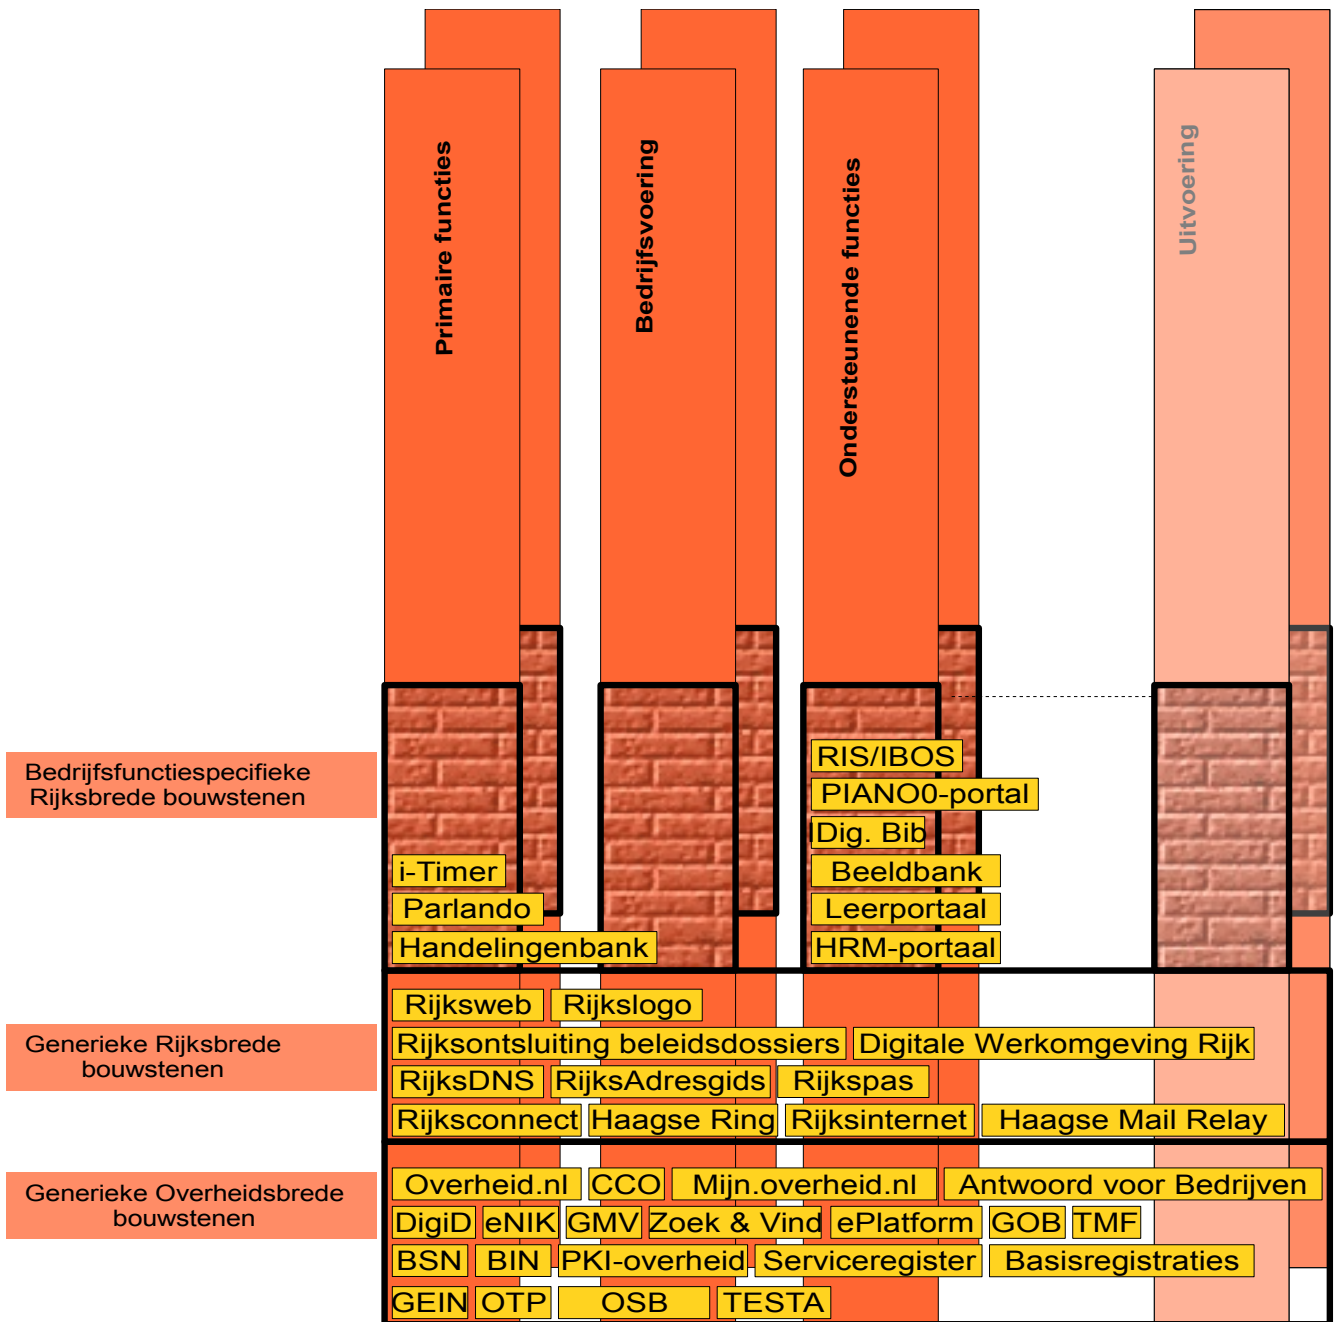 Primaire functies
Bedrijfsvoering
Ondersteunende functies
Uitvoering
Bedrijfsfunctiespecifieke
Rijksbrede bouwstenen
RIS/IBOS
PIANO0-portal
IDig. Bib
i-Timer
Beeldbank
Parlando
Leerportaal
Handelingenbank
HRM-portaal
Generieke Rijksbrede
bouwstenen
Rijksweb Rijkslogo
Rijksontsluiting beleidsdossiers Digitale Werkomgeving Rijk
RijksDNS RijksAdresgids Rijkspas
Rijksconnect Haagse Ring Rijksinternet Haagse Mail Relay
Generieke Overheidsbrede
bouwstenen
Overheid.nl CCO Mijn.overheid.nl Antwoord voor Bedrijven
DigiD eNIK GMV Zoek & Vind ePlatform GOB TMF
BSN BIN PKI-overheid Serviceregister Basisregistraties
GEIN OTP OSB TESTA